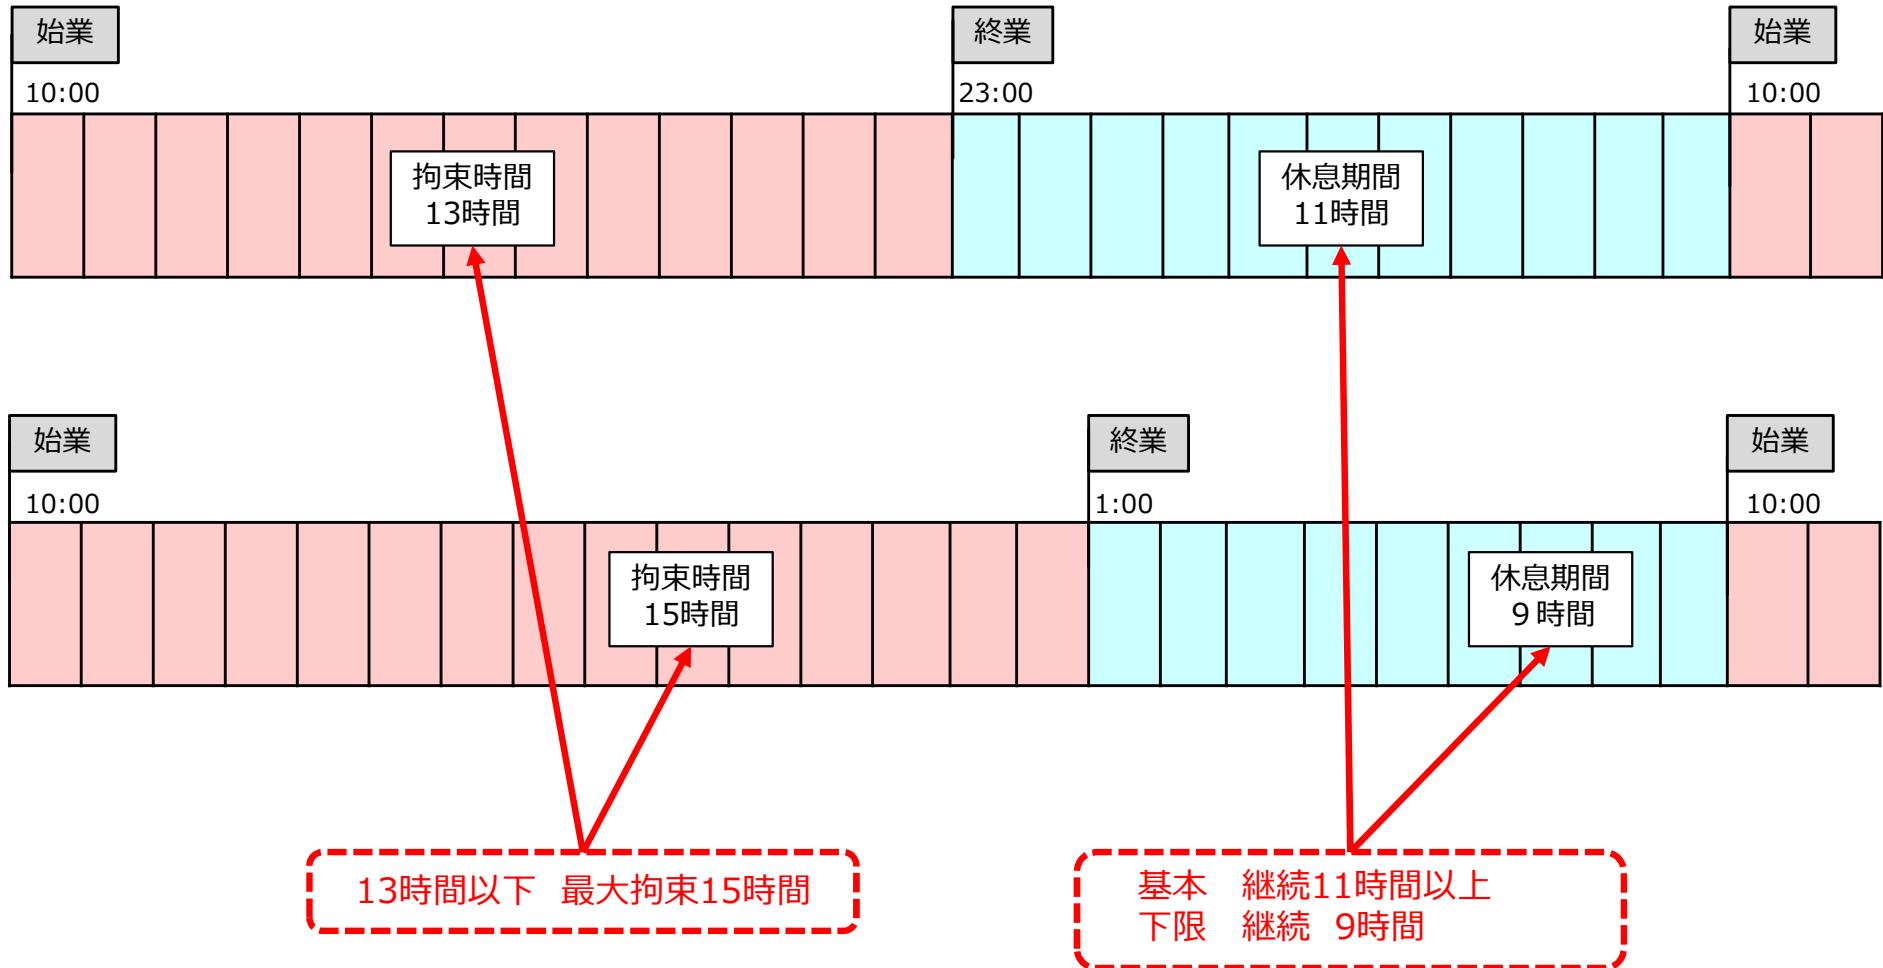 始業
終業
始業
10:00
23:00
10:00
拘束時間
13時間
休息期間
11時間
始業
終業
始業
10:00
1:00
10:00
拘束時間
15時間
休息期間
9時間
13時間以下 最大拘束15時間
基本 継続11時間以上
下限 継続 9時間